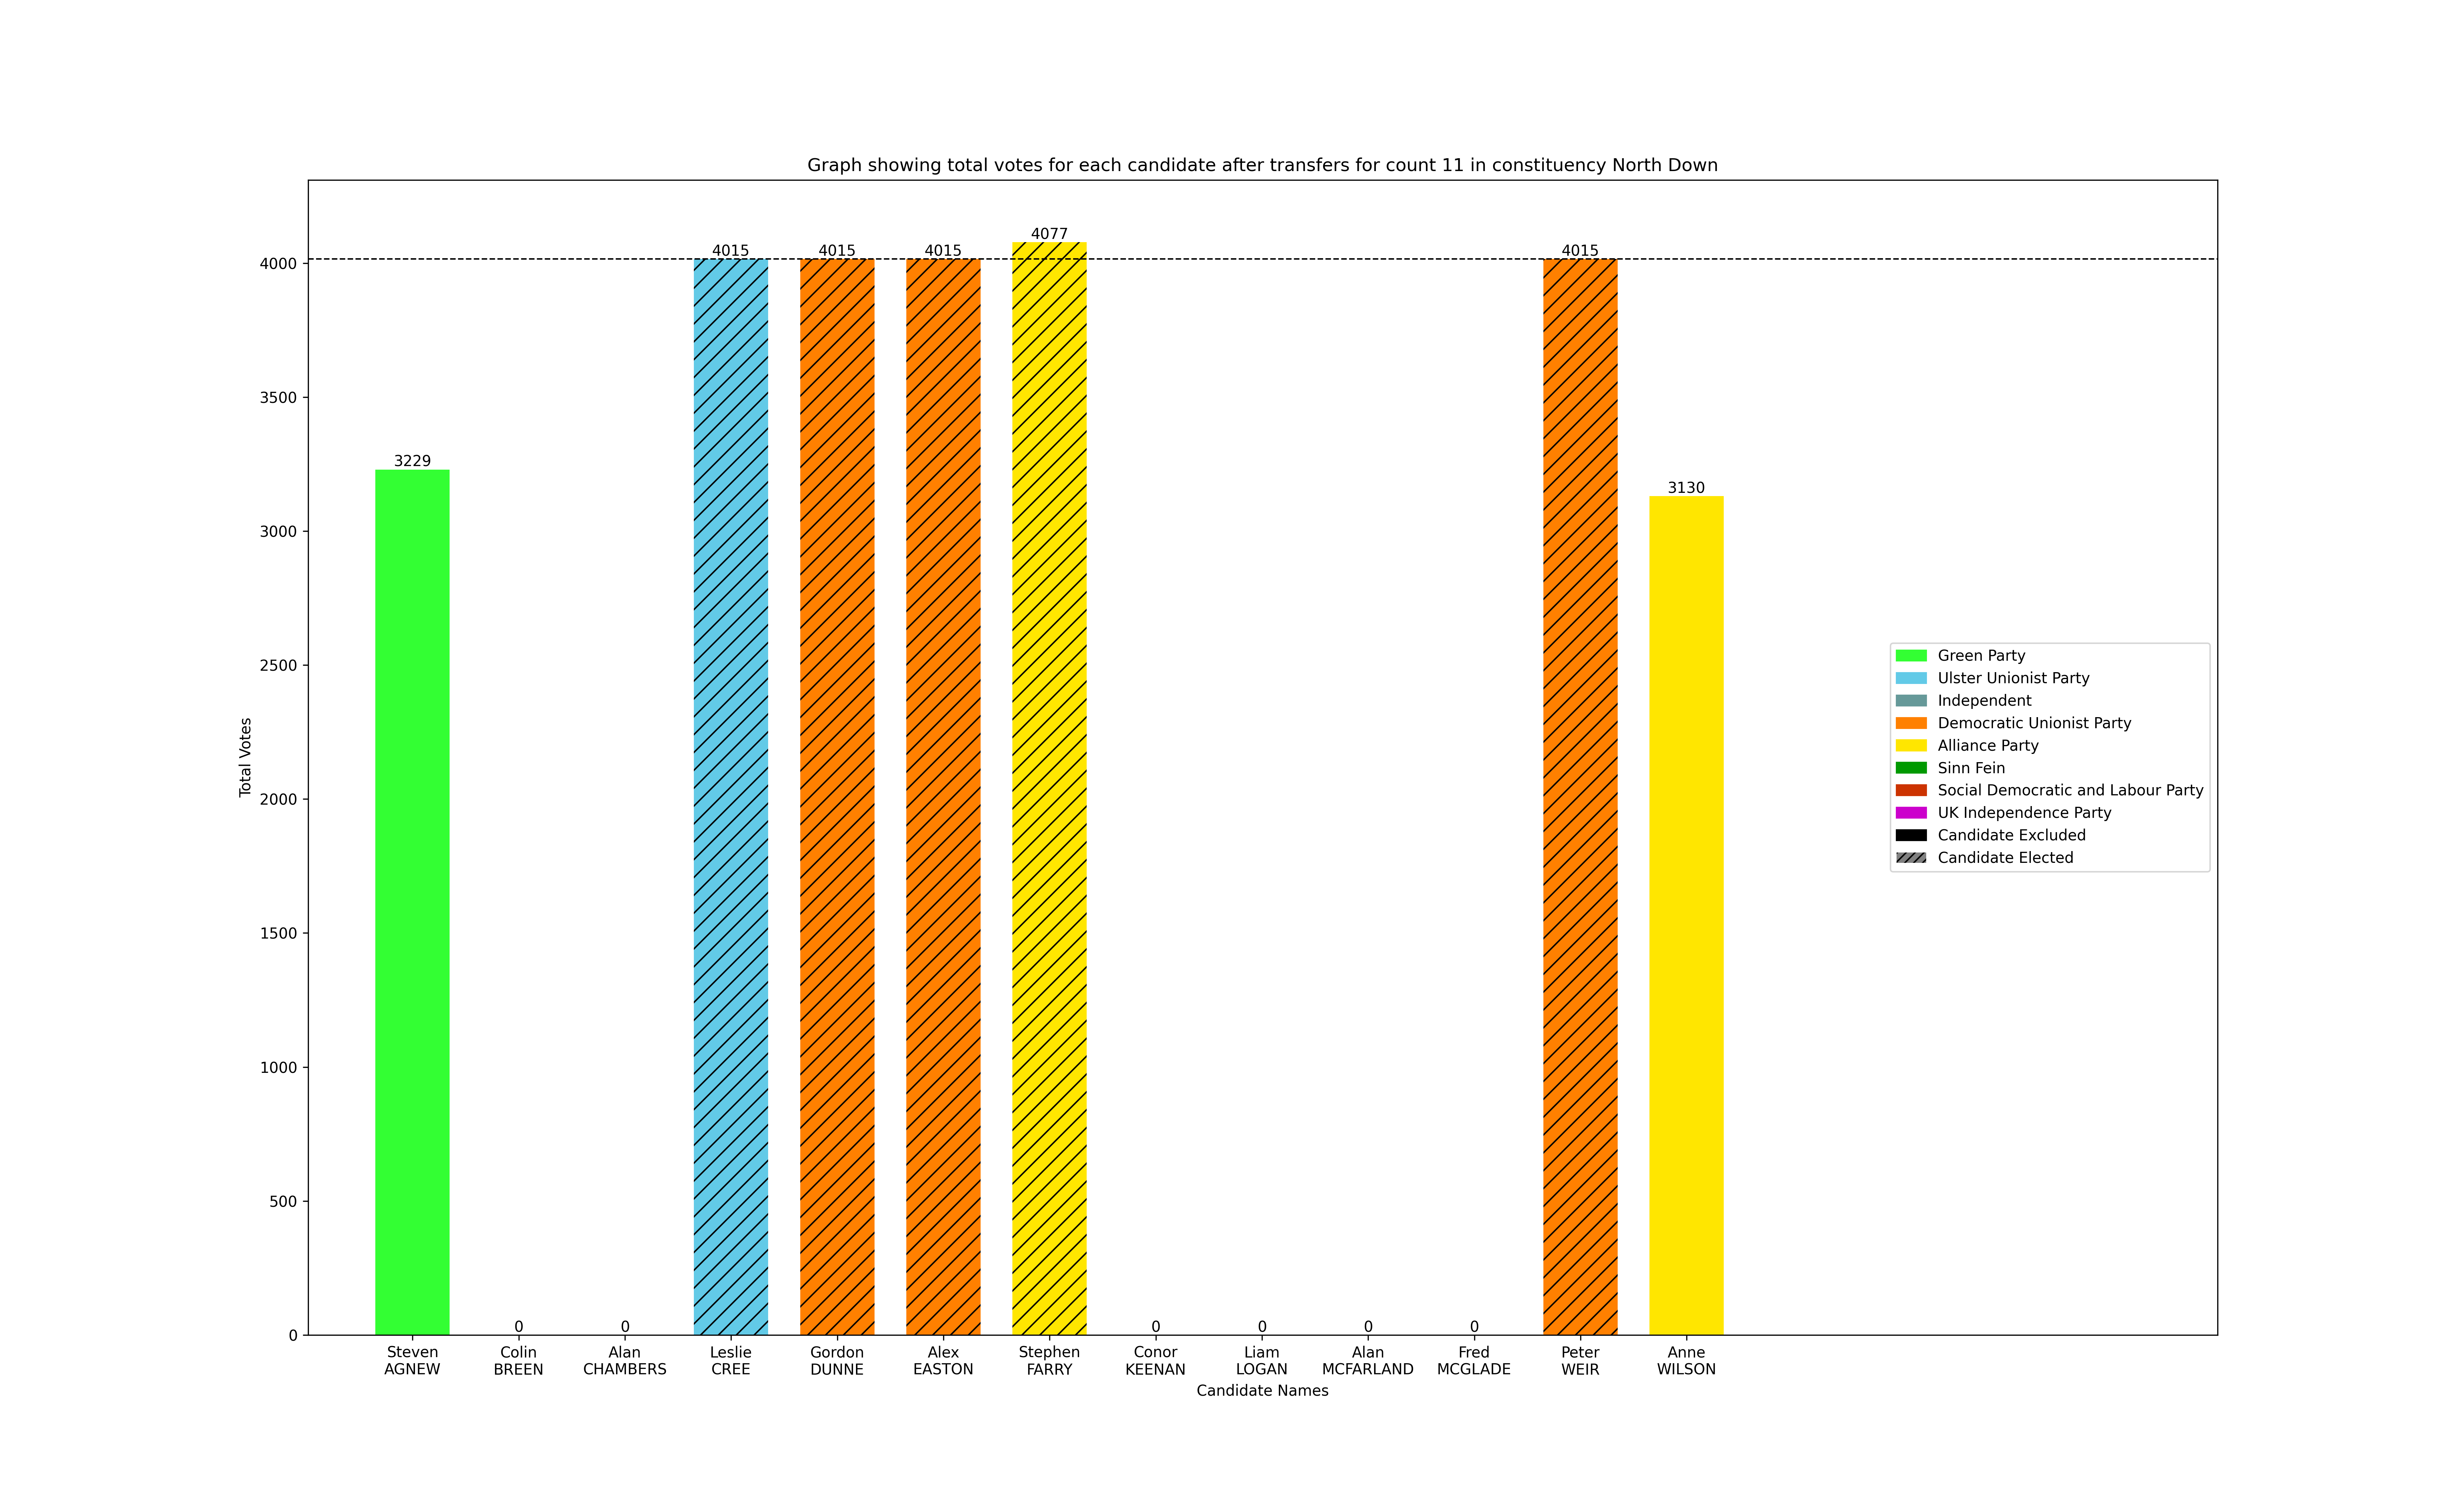 Graph showing total votes for each candidate after transfers for count 11 in constituency North Down
Total Votes
4000
3500
3000
2500
2000
1500
1000
500
0
3229
0
0
4015
4015
4015
4077
0
0
0
0
4015
3130
Steven
AGNEW
Colin
BREEN
Alan
CHAMBERS
Leslie
CREE
Gordon
DUNNE
Alex
EASTON
Stephen
FARRY
Conor
KEENAN
Liam
LOGAN
Alan
MCFARLAND
Fred
MCGLADE
Peter
WEIR
Anne
WILSON
Candidate Names
Green Party
Ulster Unionist Party
Independent
Democratic Unionist Party
Alliance Party
Sinn Fein
Social Democratic and Labour Party
UK Independence Party
Candidate Excluded
Candidate Elected